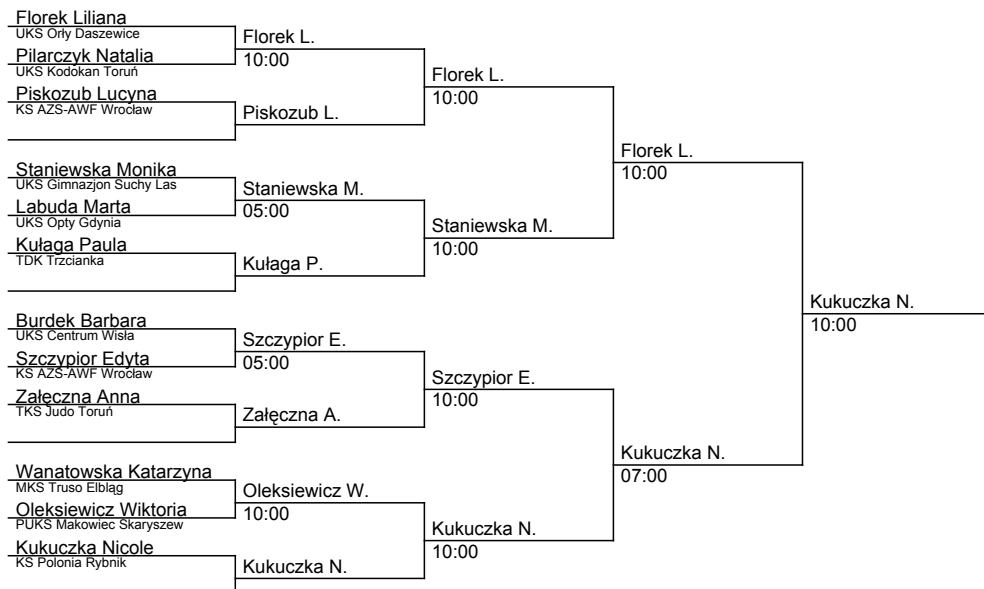 Florek Liliana
UKS Orły Daszewice
Pilarczyk Natalia
UKS Kodokan Toruń
Piskozub Lucyna
KS AZS-AWF Wrocław
Staniewska Monika
UKS Gimnazjon Suchy Las
Labuda Marta
UKS Opty Gdynia
Kułaga Paula
TDK Trzcianka
Burdek Barbara
UKS Centrum Wisła
Szczypior Edyta
KS AZS-AWF Wrocław
Załęczna Anna
TKS Judo Toruń
Wanatowska Katarzyna
MKS Truso Elbląg
Oleksiewicz Wiktoria
PUKS Makowiec Skaryszew
Kukuczka Nicole
KS Polonia Rybnik
Florek L.
10:00
Piskozub L.
Staniewska M.
05:00
Kułaga P.
Szczypior E.
05:00
Załęczna A.
Oleksiewicz W.
10:00
Kukuczka N.
Florek L.
10:00
Staniewska M.
10:00
Szczypior E.
10:00
Kukuczka N.
10:00
Florek L.
10:00
Kukuczka N.
07:00
Kukuczka N.
10:00